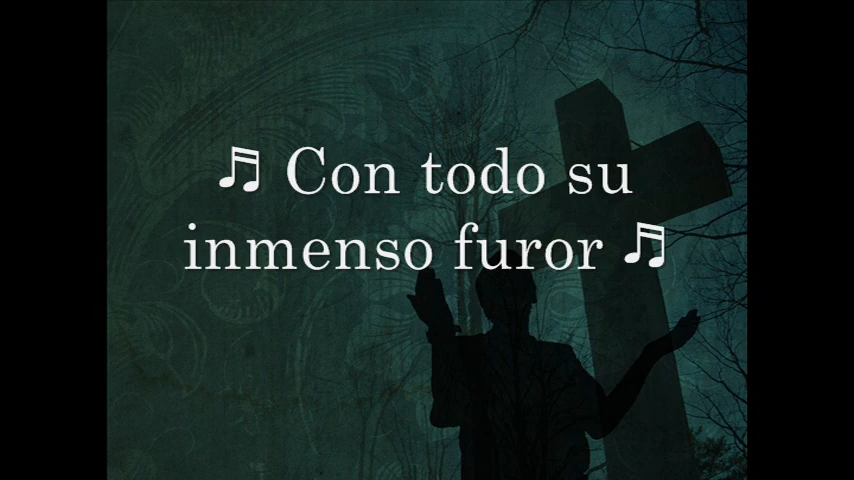 ♬ Con todo su
inmenso furor ♬